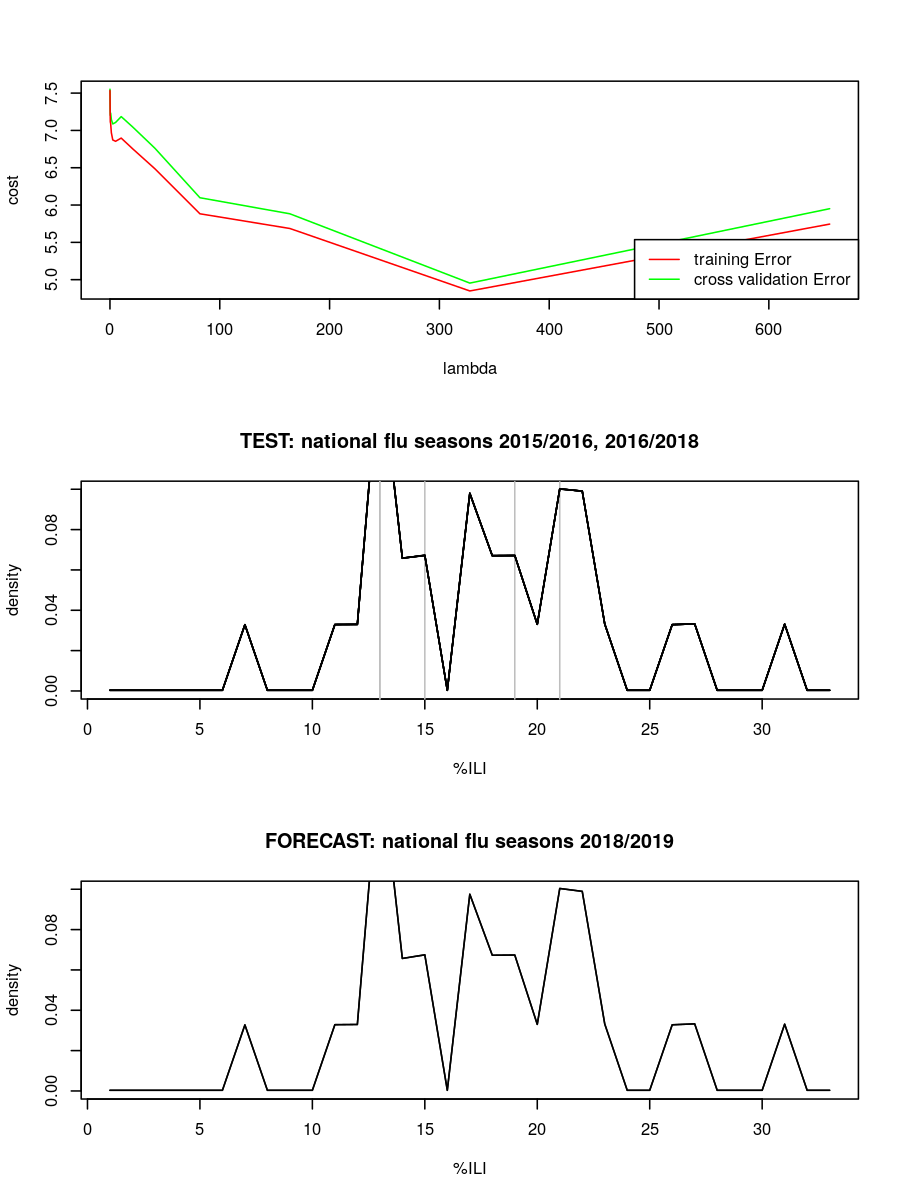 cost
7.5
7.0
6.5
6.0
5.5
5.0
training Error
cross validation Error
0 100 200 300 400 500 600
lambda
TEST: national flu seasons 2015/2016, 2016/2018
density
0.08
0.04
0.00
0 5 10 15 20 25 30
%ILI
FORECAST: national flu seasons 2018/2019
density
0.08
0.04
0.00
0 5 10 15 20 25 30
%ILI